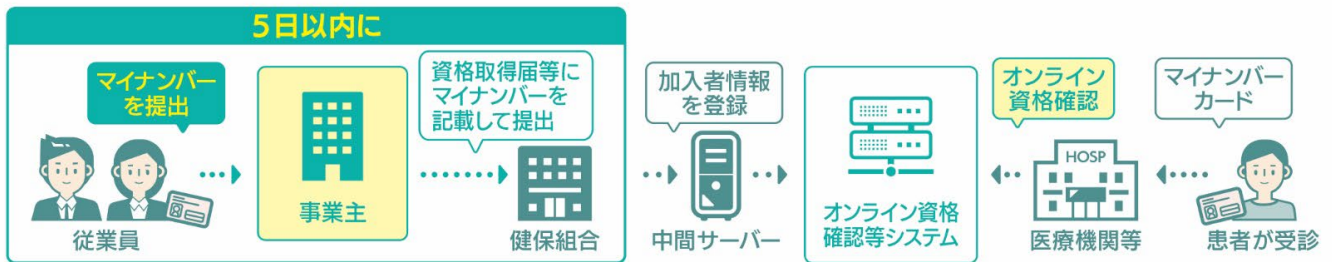 5日以内に
マイナンバー
を提出
従業員
事業主
資格取得届等に
マイナンバーを
記載して提出
健保組合
加入者情報
を登録
中間サーバー
オンライン資格
確認等システム
オンライン
資格確認
HOSP
医療機関等
マイナンバー
カード
患者が受診